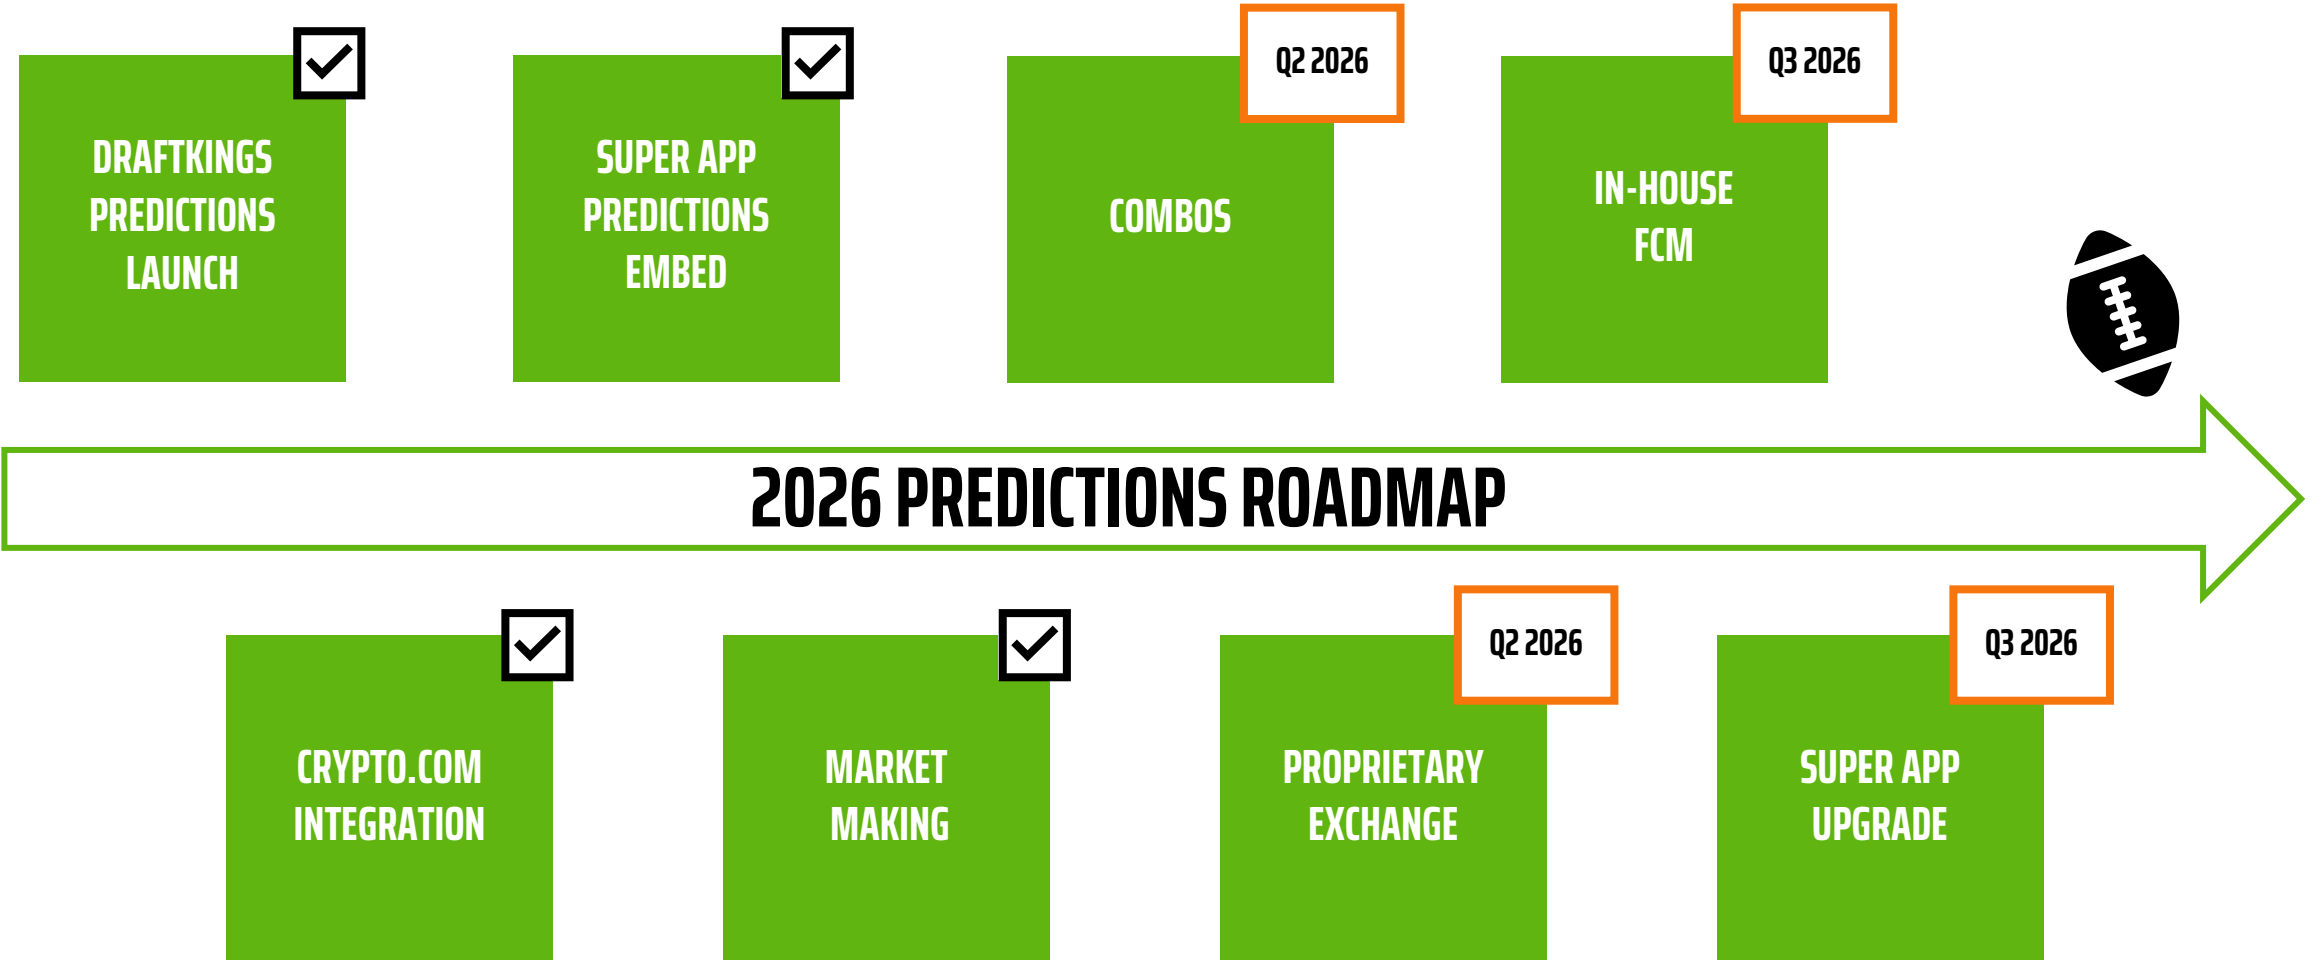 Q2 2026
Q3 2026
DRAFTKINGS
PREDICTIONS
LAUNCH
SUPER APP
PREDICTIONS
EMBED
COMBOS
IN-HOUSE
FCM
2026 PREDICTIONS ROADMAP
Q2 2026
Q3 2026
CRYPTO.COM
INTEGRATION
MARKET
MAKING
PROPRIETARY
EXCHANGE
SUPER APP
UPGRADE